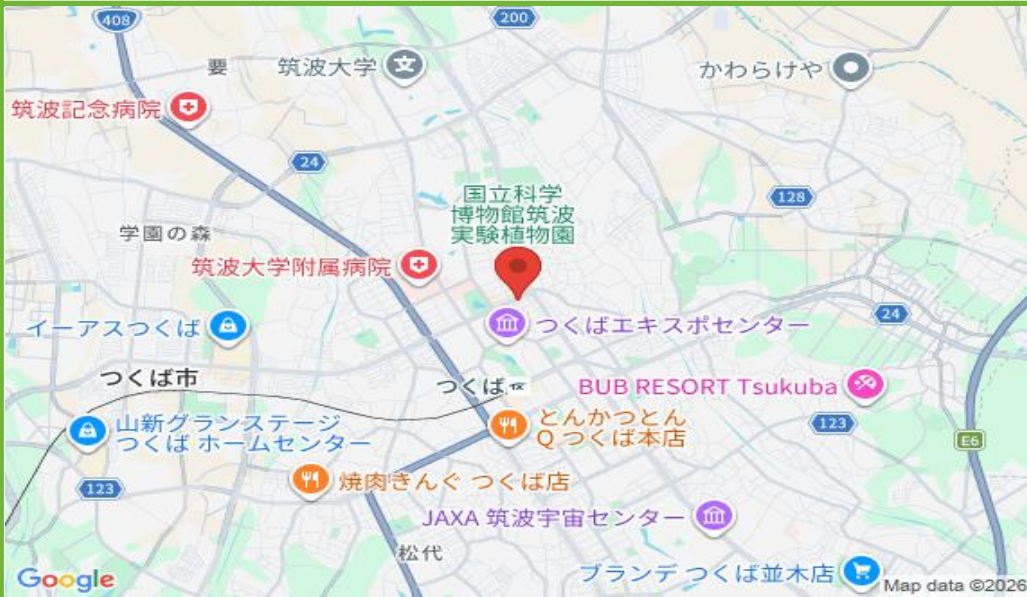 408
200
要
筑波大学
かわらけや
筑波記念病院
24
128
国立科学
博物館筑波
実験植物園
学園の森
筑波大学附属病院
イーアスつくば
つくばエキスポセンター
24
つくば市
つくば
TX
BUB RESORT Tsukuba
山新グランステージ
つくば ホームセンター
とんかつとん
Q つくば本店
123
E6
123
焼肉きんぐ つくば店
JAXA 筑波宇宙センター
松代
ブランデ つくば並木店
Google
Map data ©2026